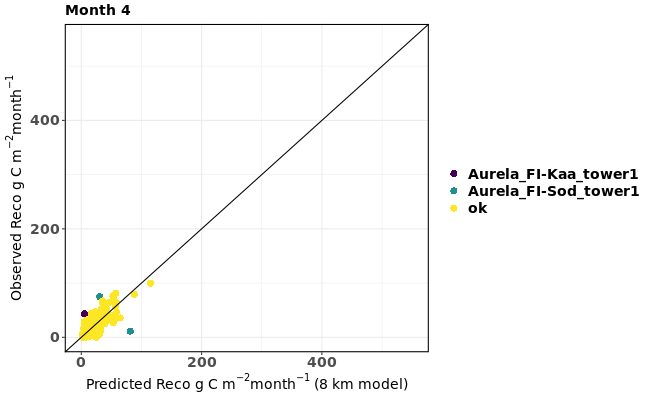 Month 4
Observed Reco g C m⁻²month⁻¹
400
200
0
0 200 400
Predicted Reco g C m⁻²month⁻¹ (8 km model)
Aurela_FI-Kaa_tower1
Aurela_FI-Sod_tower1
ok